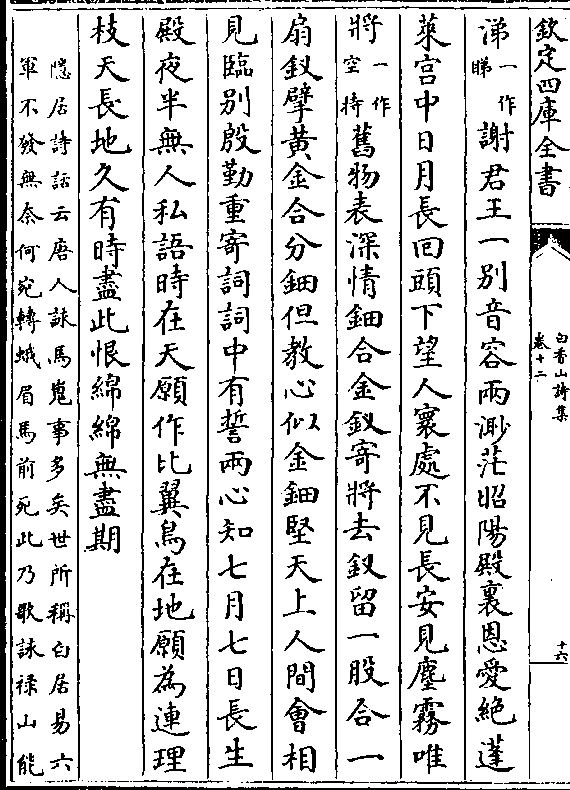 欽定四庫全書
白香山詩集
卷十二
十六
涕一作睇謝君王一别音容兩渺茫昭陽殿裏恩愛絶蓬
萊宫中日月長回頭下望人寰處不見長安見塵霧唯
將一作空持舊物表深情鈿合金釵寄將去釵留一股合一
扇釵擘黄金合分鈿但教心似金鈿堅天上人間會相
見臨别殷勤重寄詞詞中有誓兩心知七月七日長生
殿夜半無人私語時在天願作比翼鳥在地願為連理
枝天長地久有時盡此恨綿綿無盡期
隱居詩話云唐人詠馬嵬事多矣世所稱白居易六
軍不發無奈何宛轉蛾眉馬前死此乃歌詠禄山能